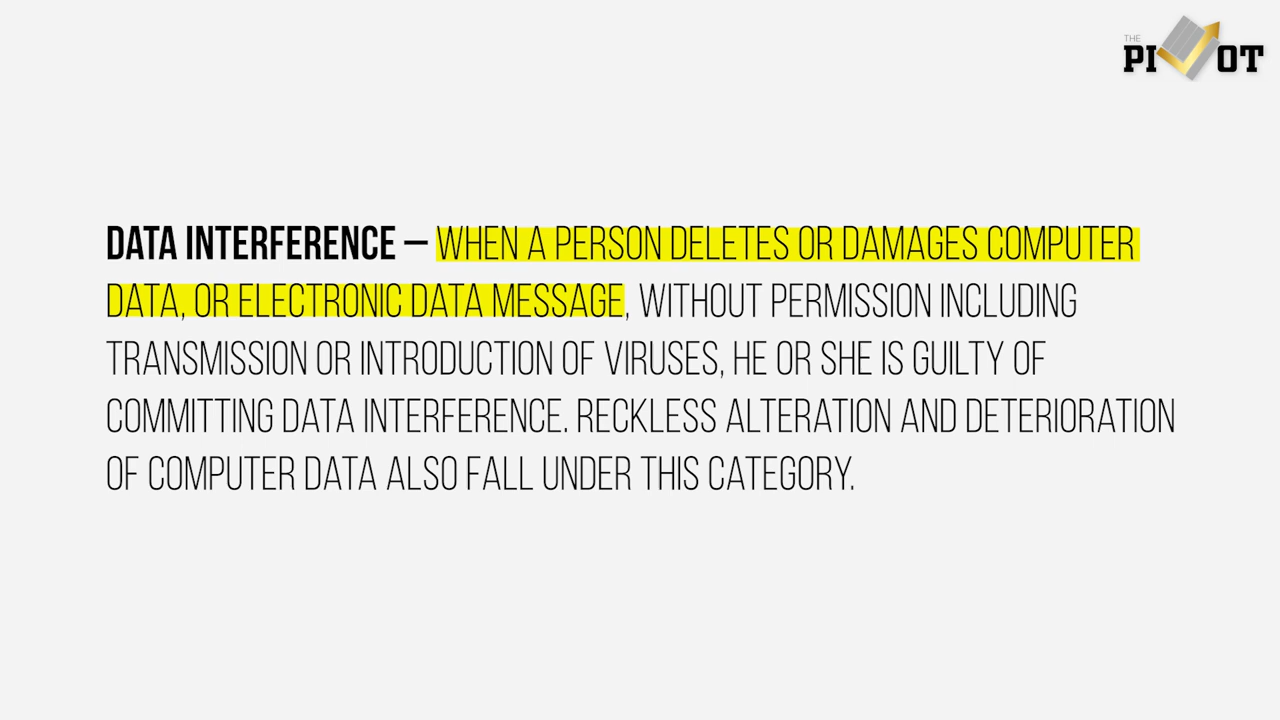 THE
PIVOT
DATA INTERFERENCE – WHEN A PERSON DELETES OR DAMAGES COMPUTER
DATA, OR ELECTRONIC DATA MESSAGE, WITHOUT PERMISSION INCLUDING
TRANSMISSION OR INTRODUCTION OF VIRUSES, HE OR SHE IS GUILTY OF
COMMITTING DATA INTERFERENCE. RECKLESS ALTERATION AND DETERIORATION
OF COMPUTER DATA ALSO FALL UNDER THIS CATEGORY.